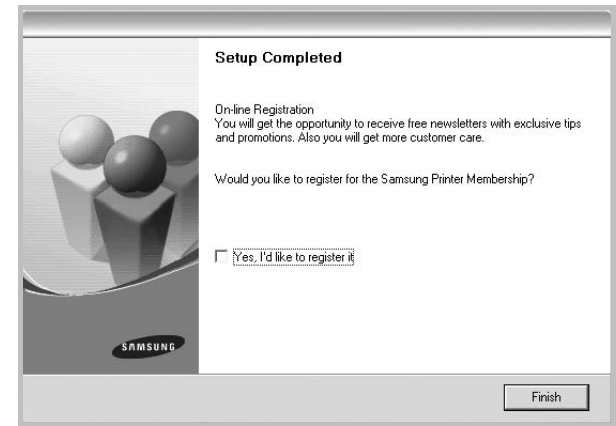 Setup Completed
On-line Registration
You will get the opportunity to receive free newsletters with exclusive tips
and promotions. Also you will get more customer care.
Would you like to register for the Samsung Printer Membership?
Yes, I'd like to register it
SAMSUNG
Finish